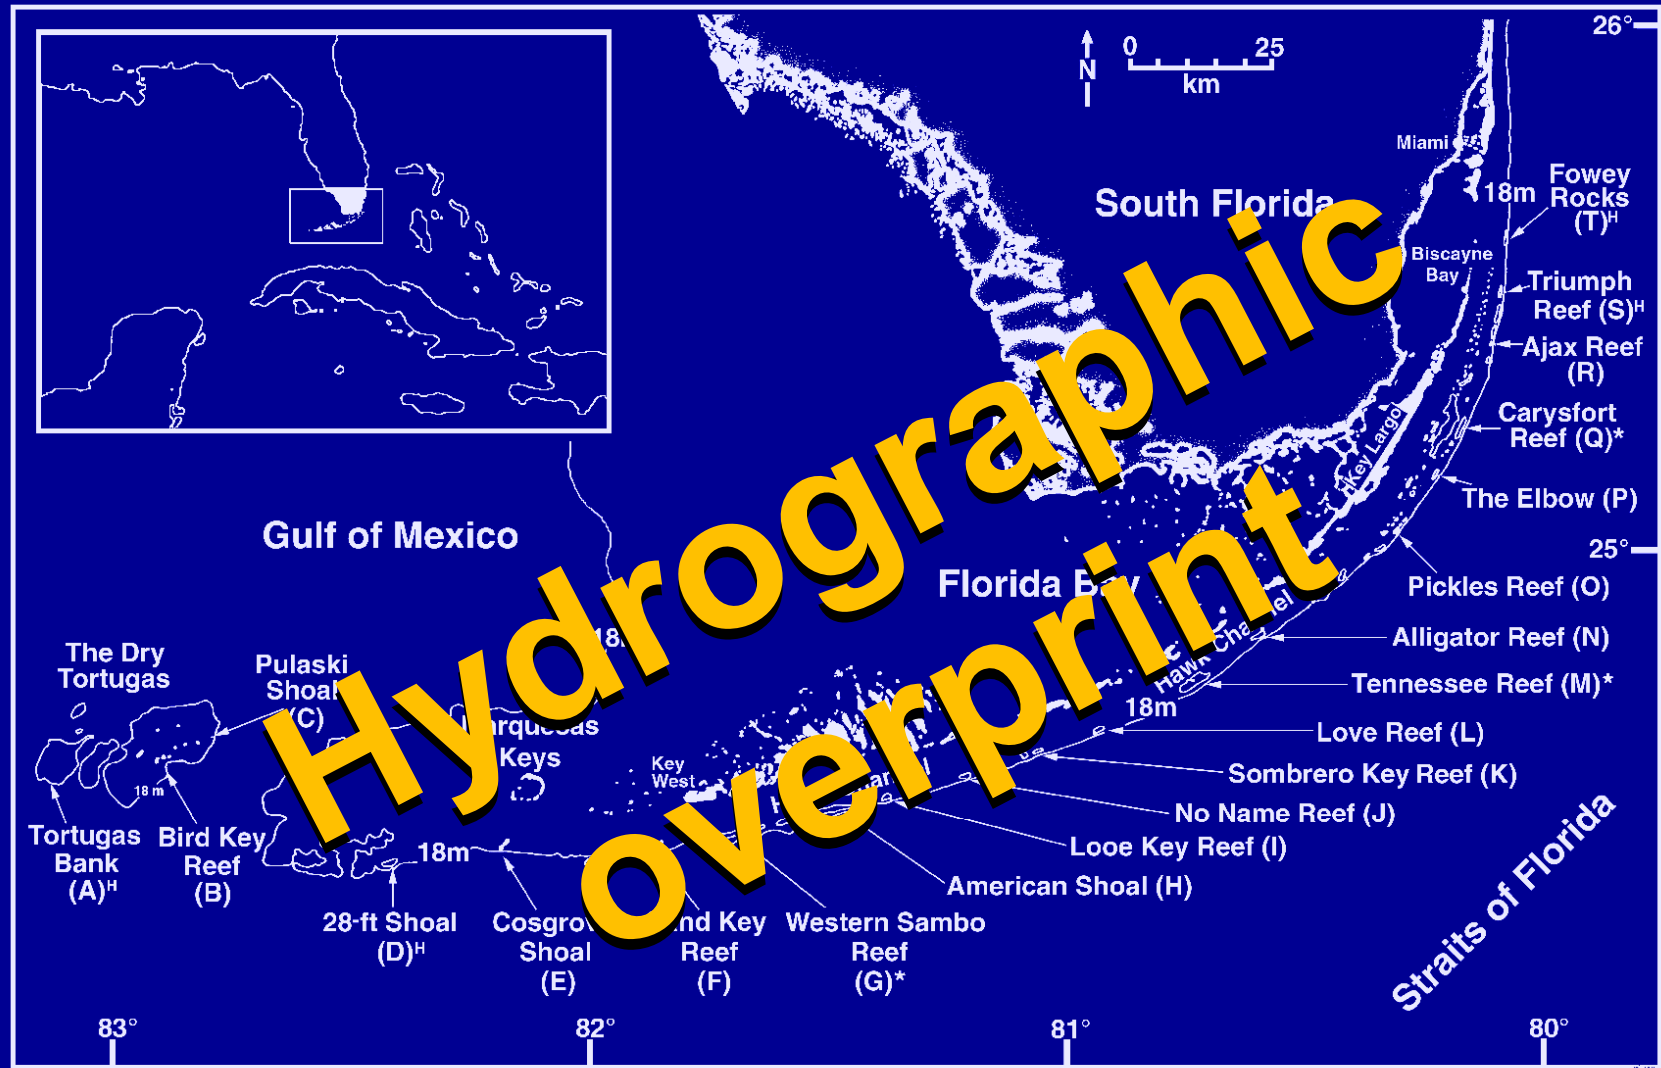 26°
0 25
N
km
Miami
South Florida
18m
Fowey
Rocks
(T)H
Biscayne
Bay
Triumph
Reef (S)H
Ajax Reef
(R)
Key Largo
Carysfort
Reef (Q)*
The Elbow (P)
Gulf of Mexico
25°
Florida Bay
Pickles Reef (O)
Hydrographic
overprint
Alligator Reef (N)
Hawk Channel
Tennessee Reef (M)*
18m
The Dry
Tortugas
Pulaski
Shoal
(C)
Keys
Key
West
Love Reef (L)
Sombrero Key Reef (K)
18 m
No Name Reef (J)
Tortugas
Bank
(A)H
Bird Key
Reef
(B)
18m
Looe Key Reef (I)
American Shoal (H)
28-ft Shoal
(D)H
Shoal
(E)
Key
Reef
(F)
Western Sambo
Reef
(G)*
Straits of Florida
83° 82° 81° 80°